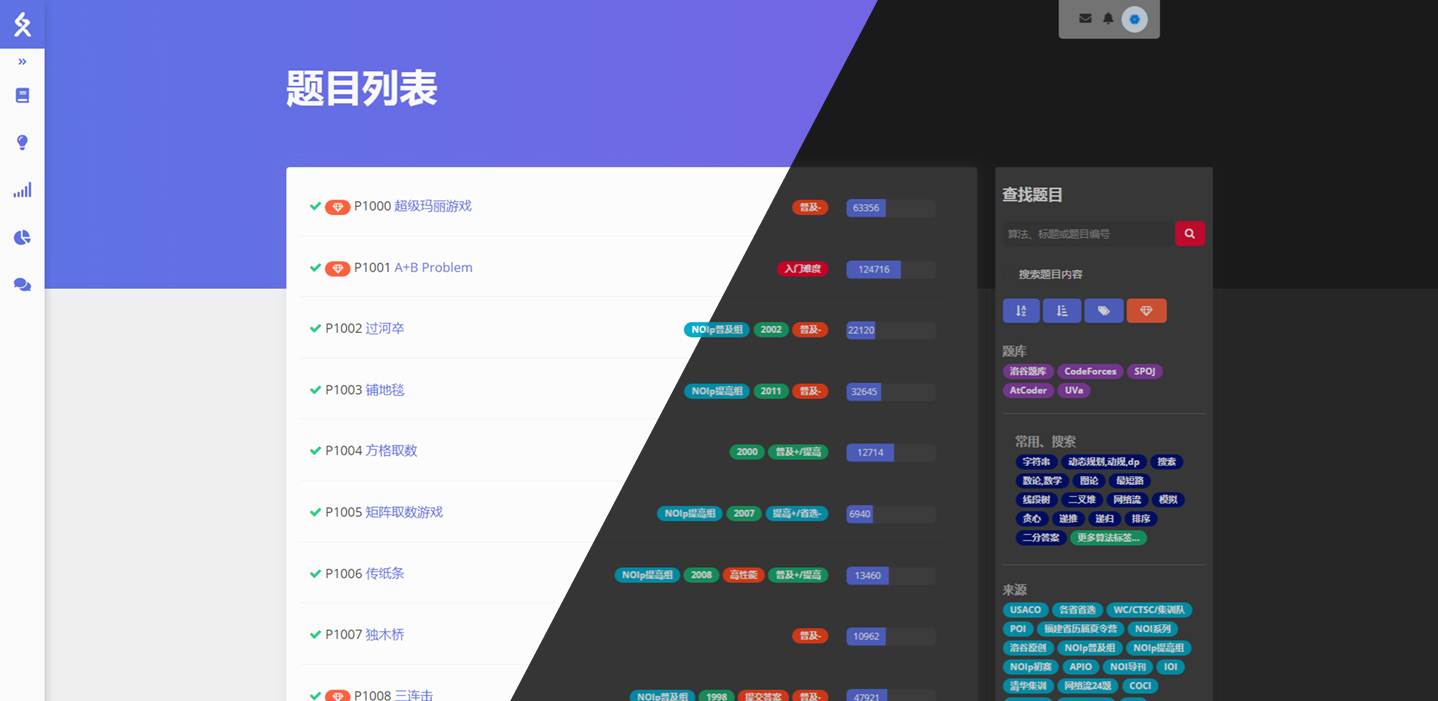 题目列表
P1000 超级玛丽游戏 普及- 63356
P1001 A+B Problem 入门难度 124716
P1002 过河卒 NOIp普及组 2002 普及- 22120
P1003 铺地毯 NOIp提高组 2011 普及- 32645
P1004 方格取数 2000 普及+/提高 12714
P1005 矩阵取数游戏 NOIp提高组 2007 提高+/省选- 6940
P1006 传纸条 NOIp提高组 2008 高性能 普及+/提高 13460
P1007 独木桥 普及- 10962
P1008 三连击 NOIp普及组 1998 提交答案 普及- 47921
查找题目
算法、标题或题目编号
搜索题目内容
题库
洛谷题库 CodeForces SPOJ
AtCoder UVa
常用、搜索
字符串 动态规划,动规,dp 搜索
数论,数学 图论 最短路
线段树 二叉堆 网络流 模拟
贪心 递推 递归 排序
二分答案 更多算法标签...
来源
USACO 各省省选 WC/CTSC/集训队
POI 福建省历届夏令营 NOI系列
洛谷原创 NOIp普及组 NOIp提高组
NOIp初赛 APIO NOI导刊 IOI
清华集训 网络流24题 COCI